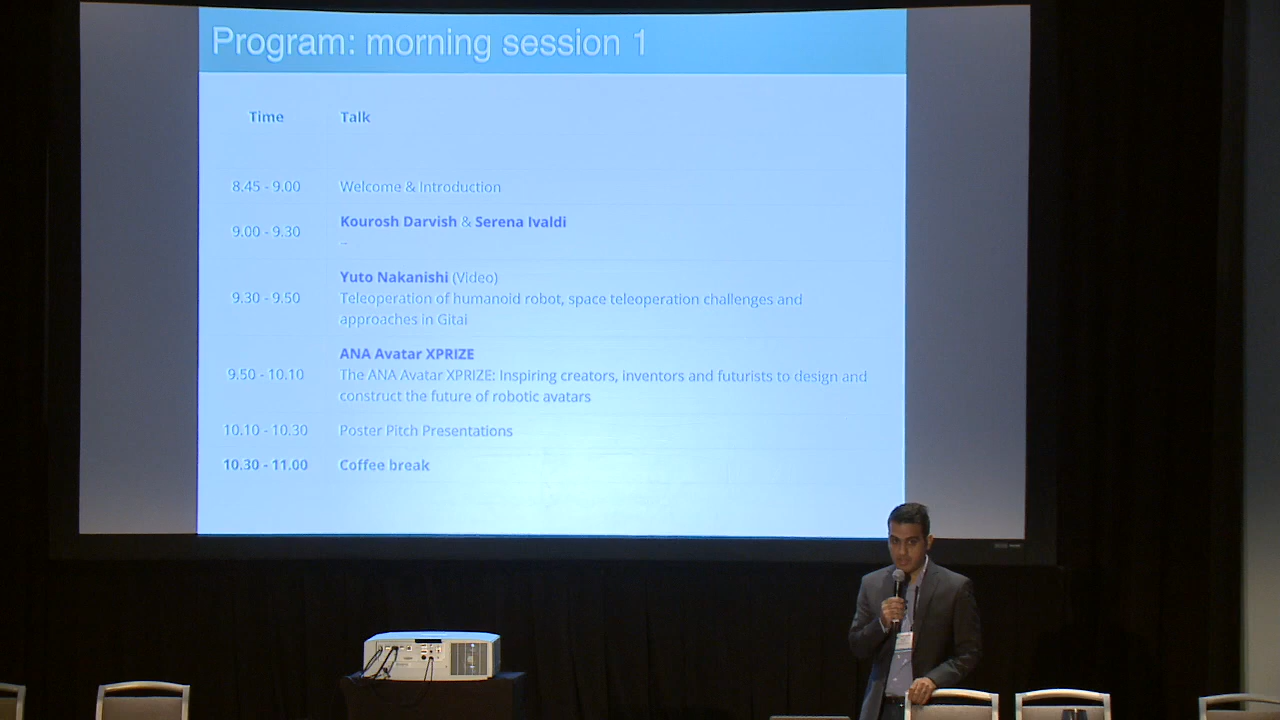 Program: morning session 1
Time Talk
8.45 - 9.00 Welcome & Introduction
Kourosh Darvish & Serena Ivaldi
9.00 - 9.30
Yuto Nakanishi (Video)
9.30 - 9.50 Teleoperation of humanoid robot, space teleoperation challenges and
approaches in Gitai
ANA Avatar XPRIZE
9.50 - 10.10 The ANA Avatar XPRIZE: Inspiring creators, inventors and futurists to design and
construct the future of robotic avatars
10.10 - 10.30 Poster Pitch Presentations
10.30 - 11.00 Coffee break